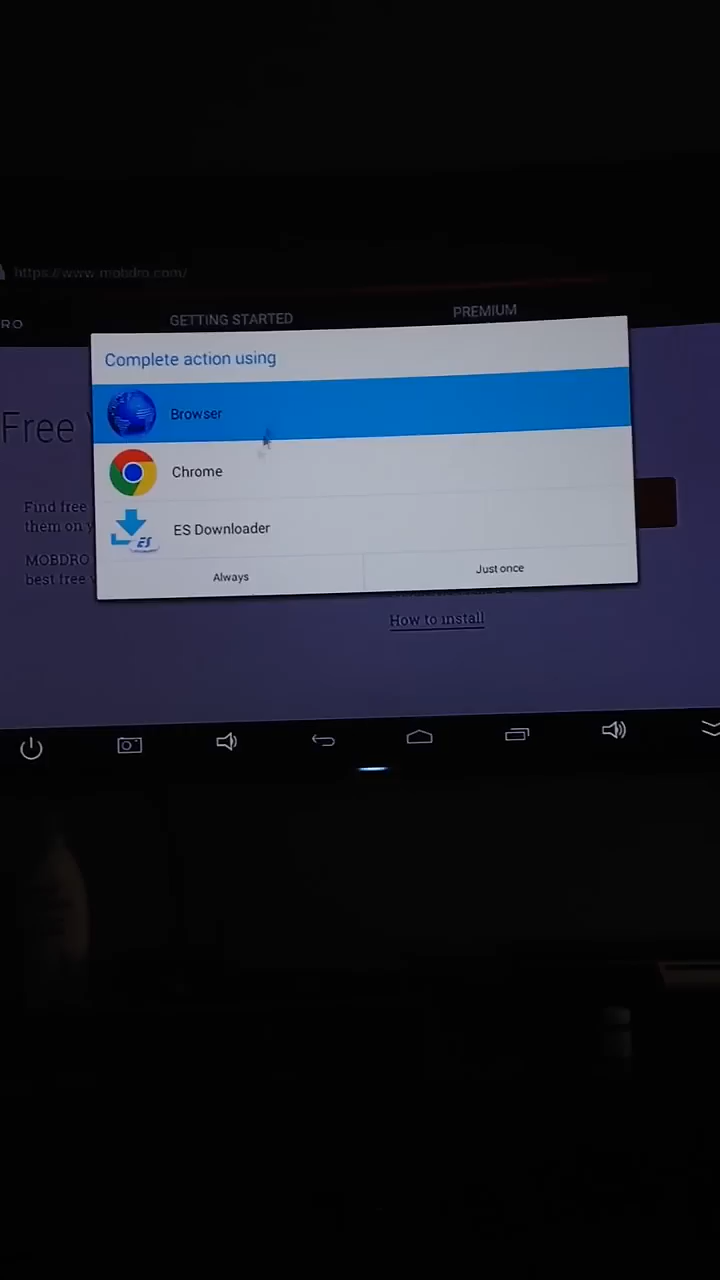 https://www.mobdro.com/
RO
GETTING STARTED
PREMIUM
Complete action using
Free
Browser
Chrome
Find free
them on
ES Downloader
ES
MOBDRO
best free
Always
Just once
How to install